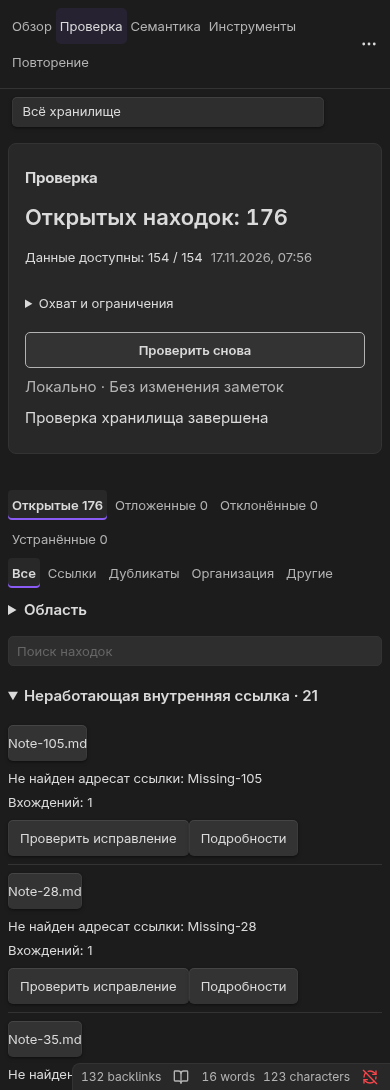 Обзор Проверка Семантика Инструменты
Повторение
Всё хранилище
Проверка
Открытых находок: 176
Данные доступны: 154 / 154 17.11.2026, 07:56
Охват и ограничения
Проверить снова
Локально · Без изменения заметок
Проверка хранилища завершена
Открытые 176 Отложенные 0 Отклонённые 0
Устранённые 0
Все Ссылки Дубликаты Организация Другие
Область
Поиск находок
Неработающая внутренняя ссылка · 21
Note-105.md
Не найден адресат ссылки: Missing-105
Вхождений: 1
Проверить исправление Подробности
Note-28.md
Не найден адресат ссылки: Missing-28
Вхождений: 1
Проверить исправление Подробности
Note-35.md
Не
132 backlinks 16 words 123 characters